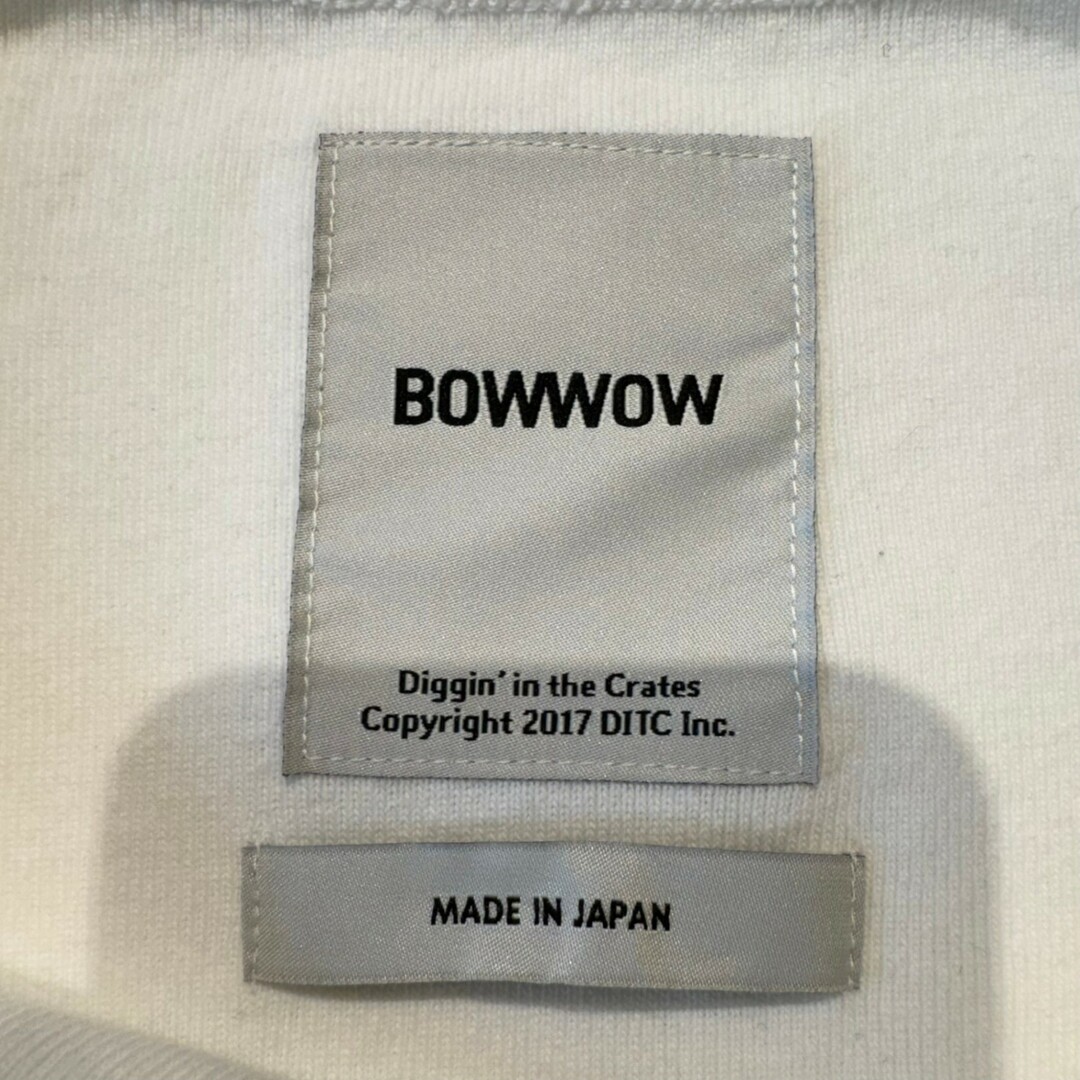 BOWWOW
Diggin' in the Crates
Copyright 2017 DITC Inc.
MADE IN JAPAN